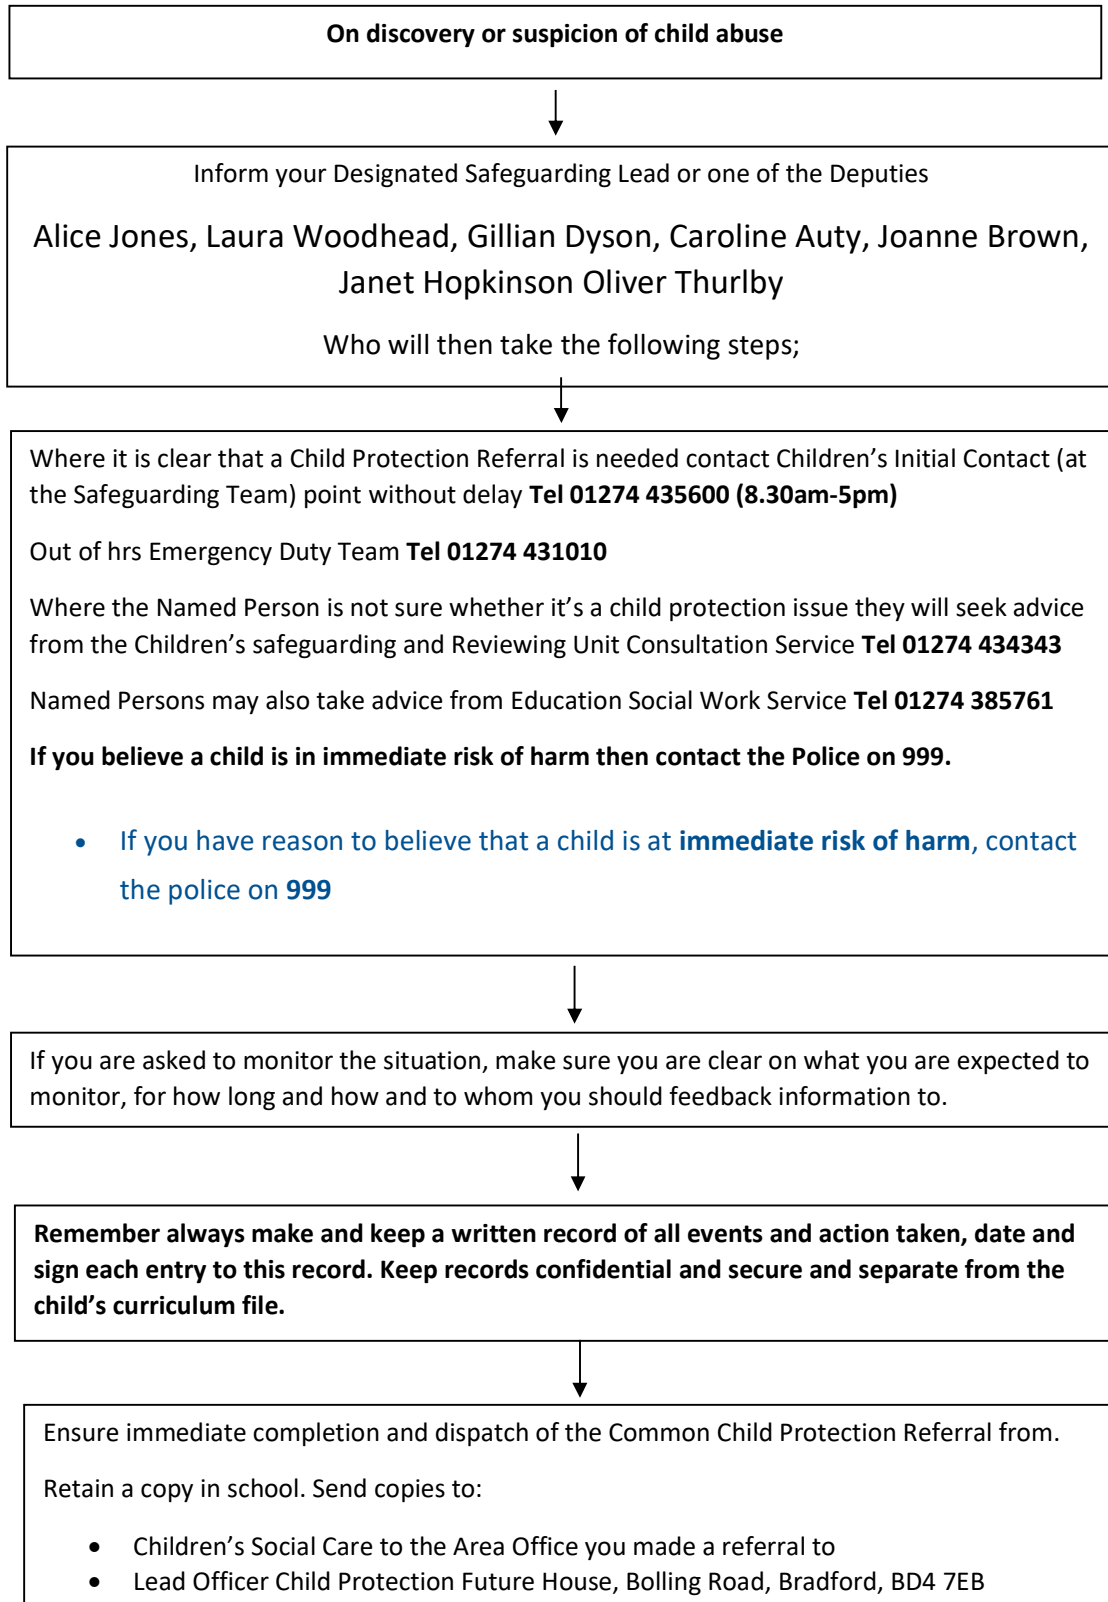 On discovery or suspicion of child abuse
Inform your Designated Safeguarding Lead or one of the Deputies
Alice Jones, Laura Woodhead, Gillian Dyson, Caroline Auty, Joanne Brown,
Janet Hopkinson Oliver Thurlby
Who will then take the following steps;
Where it is clear that a Child Protection Referral is needed contact Children’s Initial Contact (at
the Safeguarding Team) point without delay Tel 01274 435600 (8.30am-5pm)
Out of hrs Emergency Duty Team Tel 01274 431010
Where the Named Person is not sure whether it’s a child protection issue they will seek advice
from the Children’s safeguarding and Reviewing Unit Consultation Service Tel 01274 434343
Named Persons may also take advice from Education Social Work Service Tel 01274 385761
If you believe a child is in immediate risk of harm then contact the Police on 999.
• If you have reason to believe that a child is at immediate risk of harm, contact
the police on 999
If you are asked to monitor the situation, make sure you are clear on what you are expected to
monitor, for how long and how and to whom you should feedback information to.
Remember always make and keep a written record of all events and action taken, date and
sign each entry to this record. Keep records confidential and secure and separate from the
child’s curriculum file.
Ensure immediate completion and dispatch of the Common Child Protection Referral from.
Retain a copy in school. Send copies to:
• Children’s Social Care to the Area Office you made a referral to
• Lead Officer Child Protection Future House, Bolling Road, Bradford, BD4 7EB